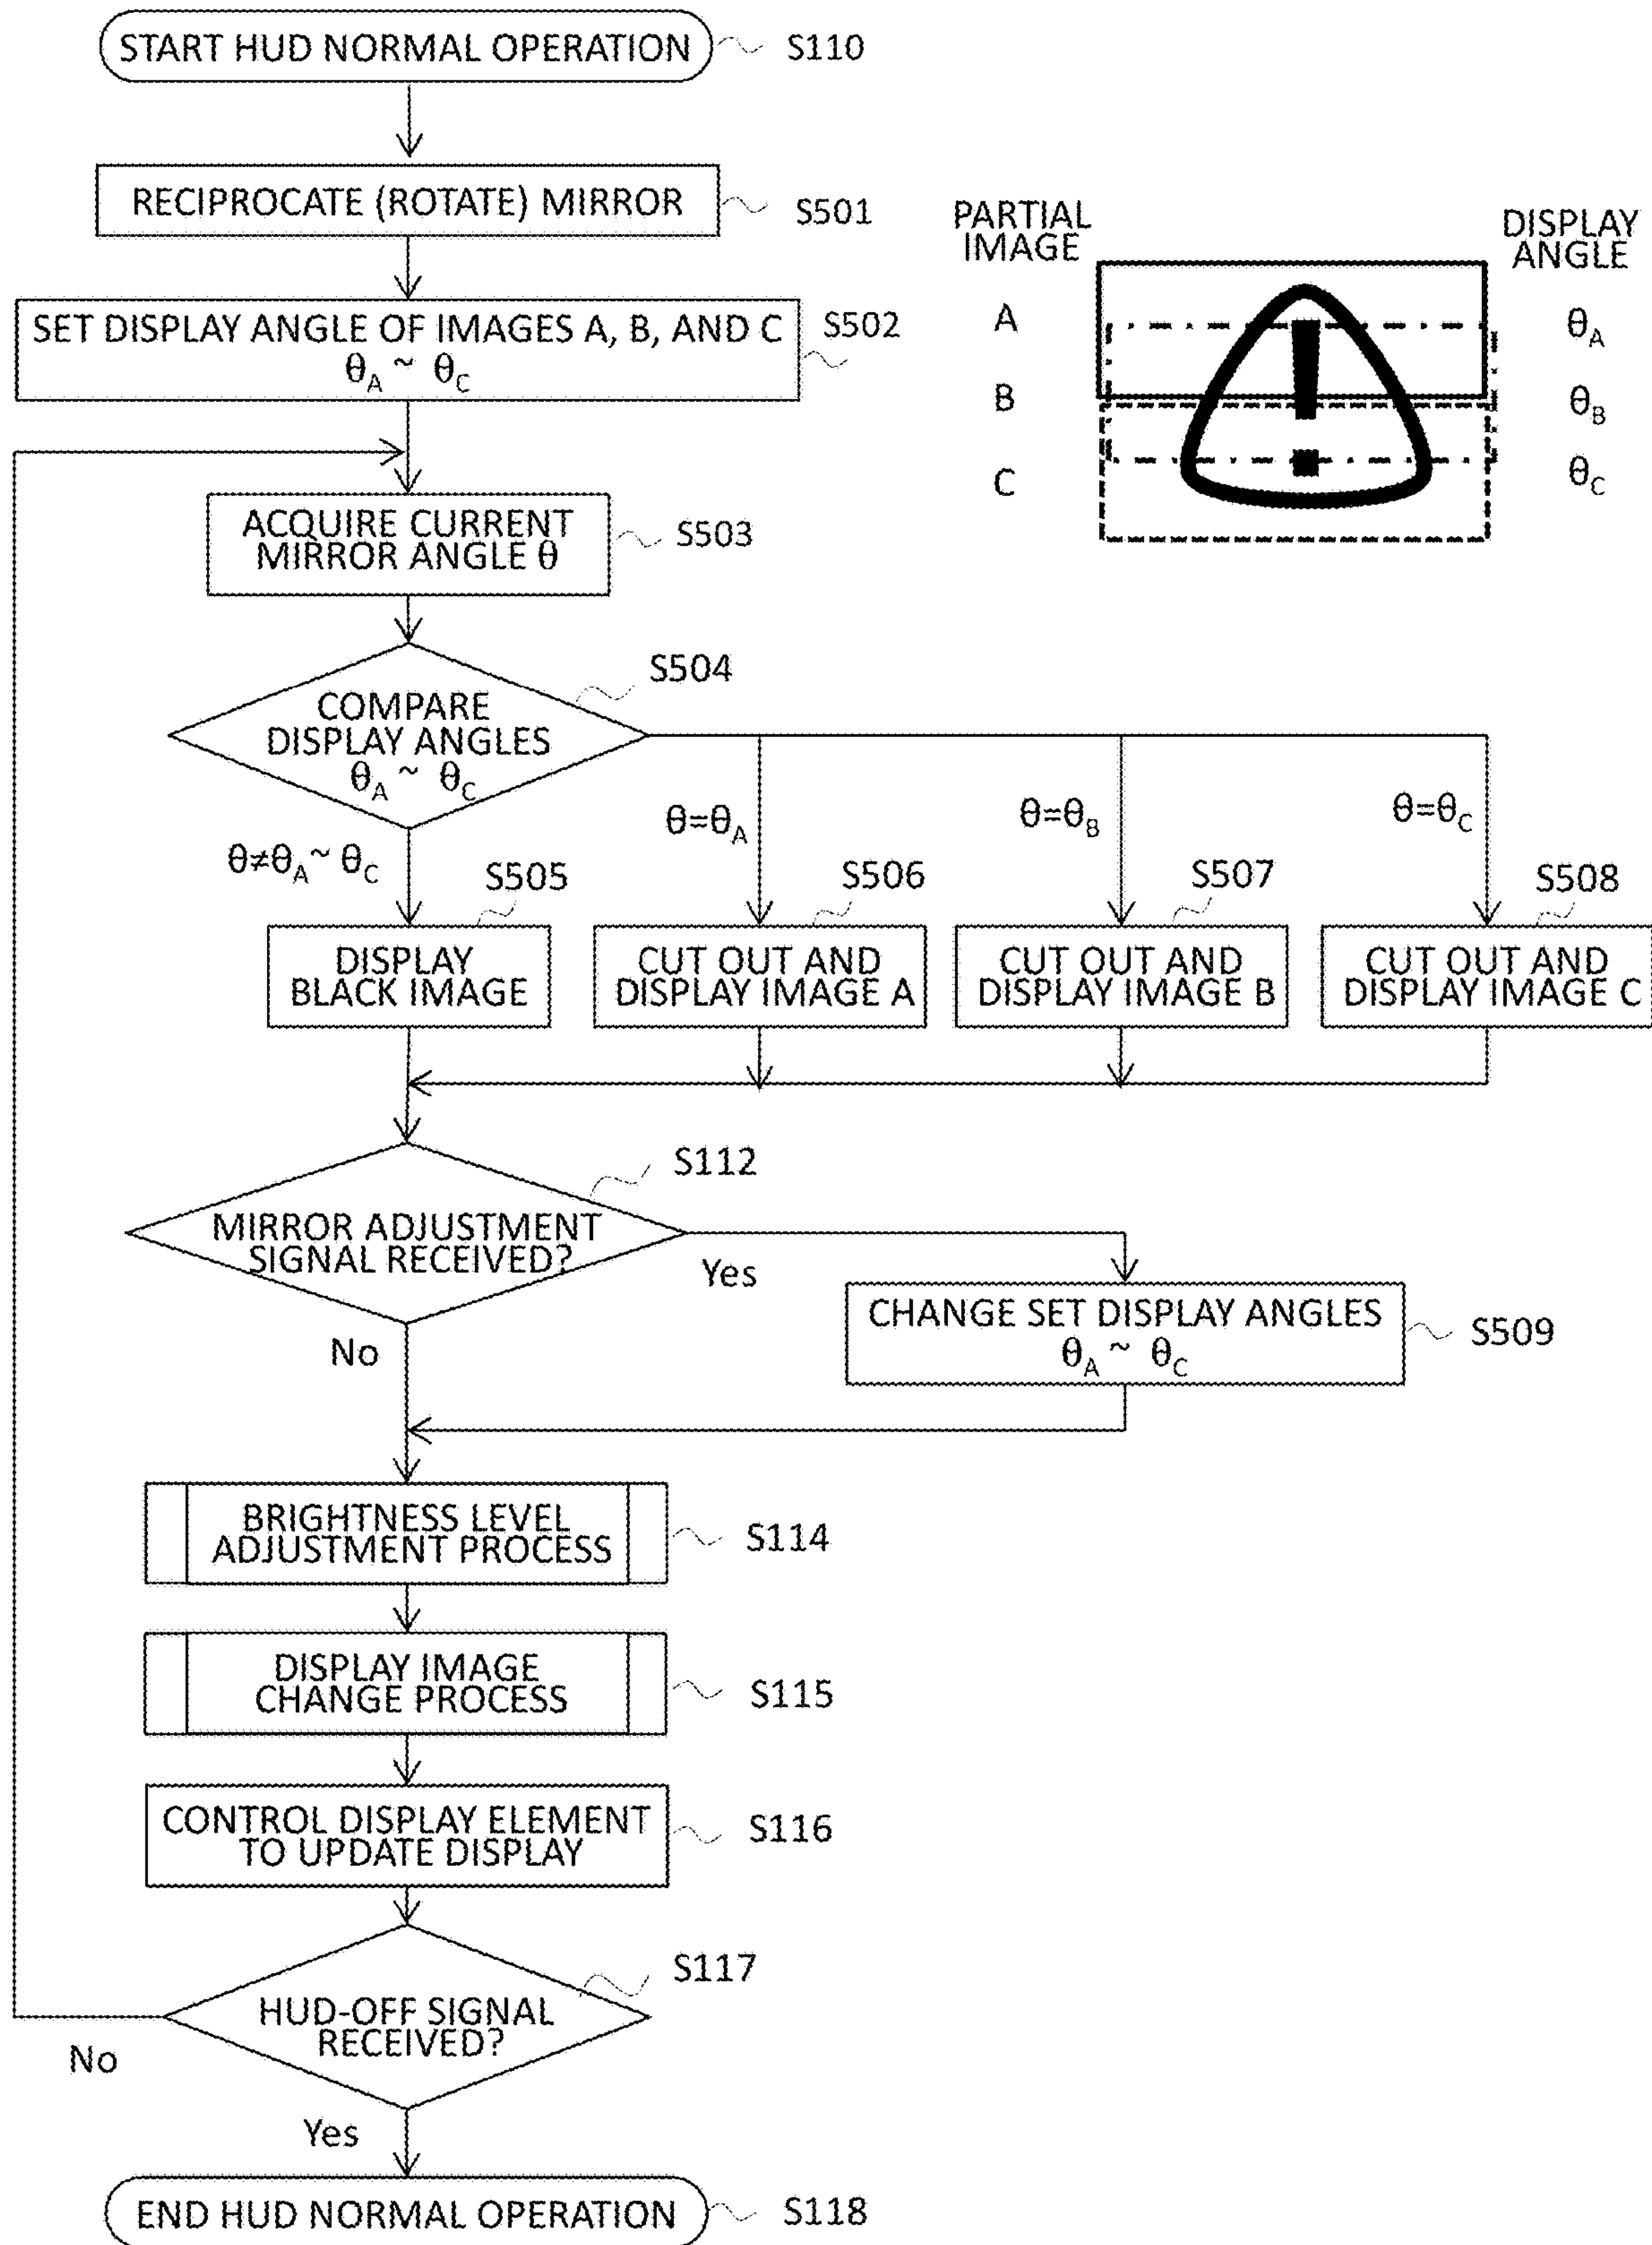 START HUD NORMAL OPERATION
S110
RECIPROCATE (ROTATE) MIRROR
S501
PARTIAL
IMAGE
DISPLAY
ANGLE
A
θA
B
θB
C
θC
SET DISPLAY ANGLE OF IMAGES A, B, AND C
θA ~ θC
S502
ACQUIRE CURRENT
MIRROR ANGLE θ
S503
COMPARE
DISPLAY ANGLES
θA ~ θC
S504
θ≠θA~ θC
θ=θA
θ=θB
θ=θC
S505
S506
S507
S508
DISPLAY
BLACK IMAGE
CUT OUT AND
DISPLAY IMAGE A
CUT OUT AND
DISPLAY IMAGE B
CUT OUT AND
DISPLAY IMAGE C
S112
MIRROR ADJUSTMENT
SIGNAL RECEIVED?
Yes
No
CHANGE SET DISPLAY ANGLES
θA ~ θC
S509
BRIGHTNESS LEVEL
ADJUSTMENT PROCESS
S114
DISPLAY IMAGE
CHANGE PROCESS
S115
CONTROL DISPLAY ELEMENT
TO UPDATE DISPLAY
S116
S117
HUD-OFF SIGNAL
RECEIVED?
No
Yes
END HUD NORMAL OPERATION
S118